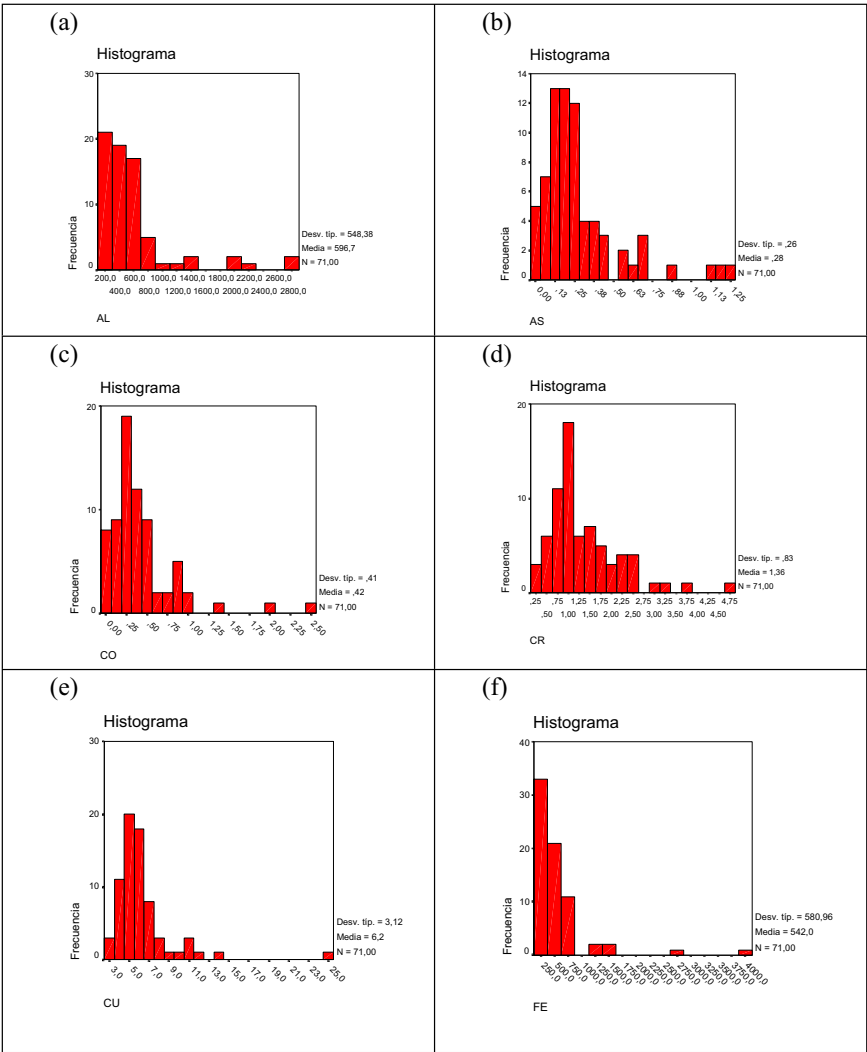 (a)
Histograma
30
20
10
0
Frecuencia
200,0 600,0 1000,0 1400,0 1800,0 2200,0 2600,0
400,0 800,0 1200,0 1600,0 2000,0 2400,0 2800,0
AL
Desv. típ. = 548,38
Media = 596,7
N = 71,00
(b)
Histograma
14
12
10
8
6
4
2
0
Frecuencia
0,00 ,13 ,25 ,38 ,50 ,63 ,75 ,88 1,00 1,13 1,25
AS
Desv. típ. = ,26
Media = ,28
N = 71,00
(c)
Histograma
20
10
0
Frecuencia
0,00 ,25 ,50 ,75 1,00 1,25 1,50 1,75 2,00 2,25 2,50
CO
Desv. típ. = ,41
Media = ,42
N = 71,00
(d)
Histograma
20
10
0
Frecuencia
,25 ,75 1,25 1,75 2,25 2,75 3,25 3,75 4,25 4,75
,50 1,00 1,50 2,00 2,50 3,00 3,50 4,00 4,50
CR
Desv. típ. = ,83
Media = 1,36
N = 71,00
(e)
Histograma
30
20
10
0
Frecuencia
3,0 5,0 7,0 9,0 11,0 13,0 15,0 17,0 19,0 21,0 23,0 25,0
CU
Desv. típ. = 3,12
Media = 6,2
N = 71,00
(f)
Histograma
40
30
20
10
0
Frecuencia
250,0 500,0 750,0 1000,0 1250,0 1500,0 1750,0 2000,0 2250,0 2500,0 2750,0 3000,0 3250,0 3500,0 3750,0 4000,0
FE
Desv. típ. = 580,96
Media = 542,0
N = 71,00